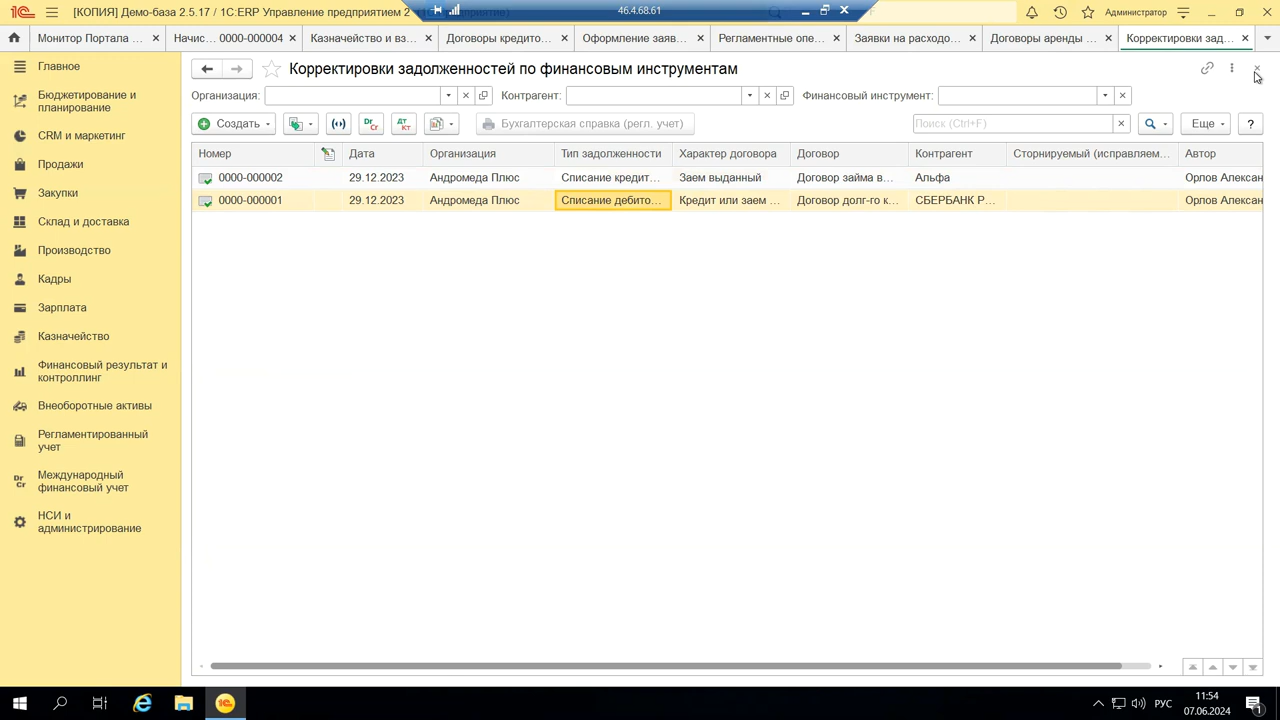 [КОПИЯ] Демо-база 2.5.17 / 1С:ERP Управление предприятием 2
46.4.68.61
Администратор
Монитор Портала ...
Начис... 0000-000004
Казначейство и вз...
Договоры кредито...
Оформление заяв...
Регламентные опе...
Заявки на расходо...
Договоры аренды ...
Корректировки зад...
Главное
Бюджетирование и планирование
CRM и маркетинг
Продажи
Закупки
Склад и доставка
Производство
Кадры
Зарплата
Казначейство
Финансовый результат и контроллинг
Внеоборотные активы
Регламентированный учет
Международный финансовый учет
НСИ и администрирование
Корректировки задолженностей по финансовым инструментам
Организация:
Контрагент:
Финансовый инструмент:
Создать
Dr Cr
Дт Кт
Бухгалтерская справка (регл. учет)
Поиск (Ctrl+F)
Еще
?
Номер Дата Организация Тип задолженности Характер договора Договор Контрагент Сторнируемый (исправляем... Автор
0000-000002 29.12.2023 Андромеда Плюс Списание кредит... Заем выданный Договор займа в... Альфа Орлов Алексан
0000-000001 29.12.2023 Андромеда Плюс Списание дебито... Кредит или заем ... Договор долг-го к... СБЕРБАНК Р... Орлов Алексан
РУС
11:54
07.06.2024
1